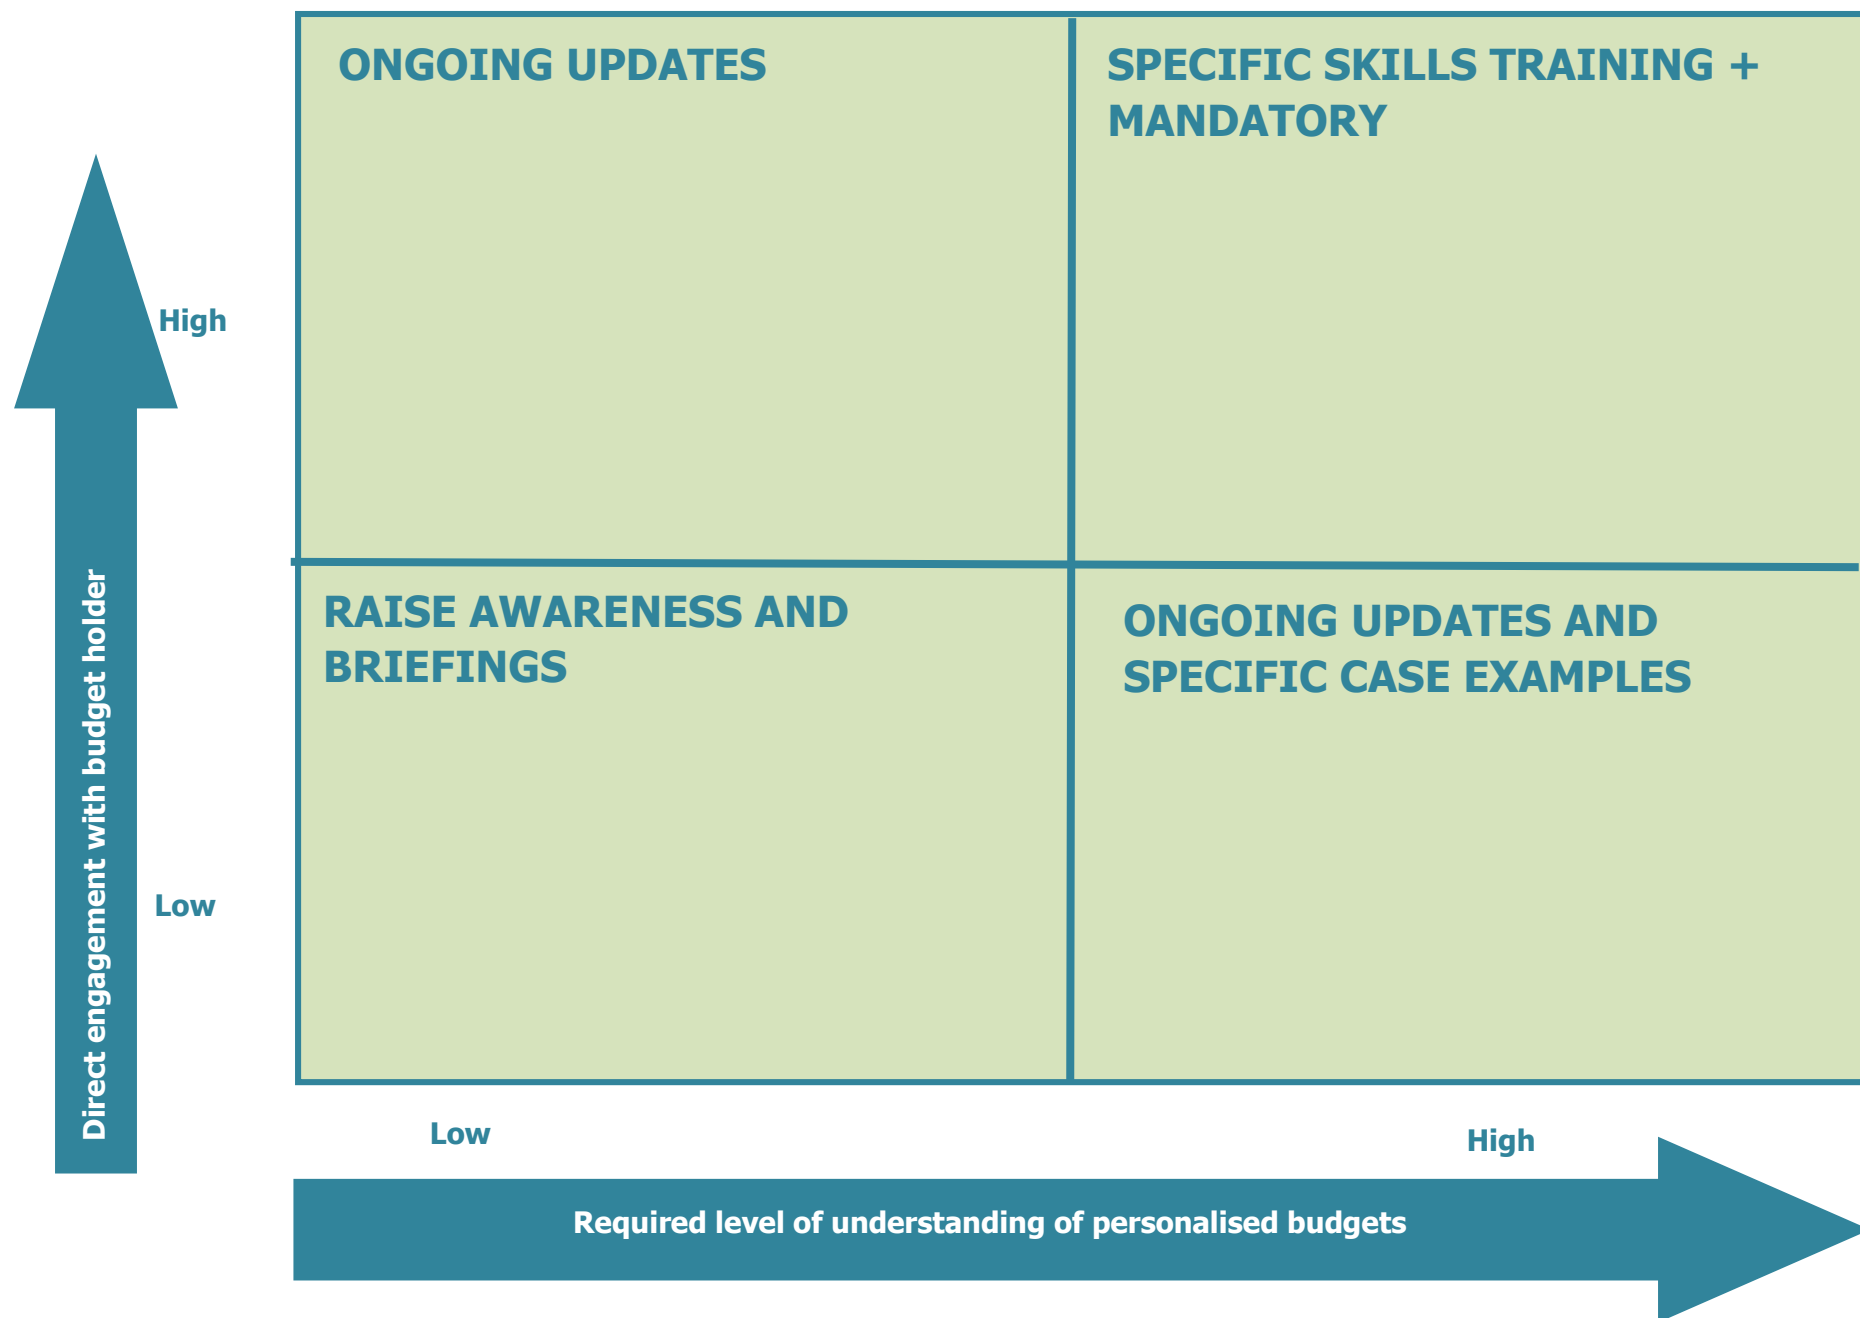 ONGOING UPDATES
SPECIFIC SKILLS TRAINING +
MANDATORY
High
RAISE AWARENESS AND
BRIEFINGS
ONGOING UPDATES AND
SPECIFIC CASE EXAMPLES
Direct engagement with budget holder
Low
Low
High
Required level of understanding of personalised budgets